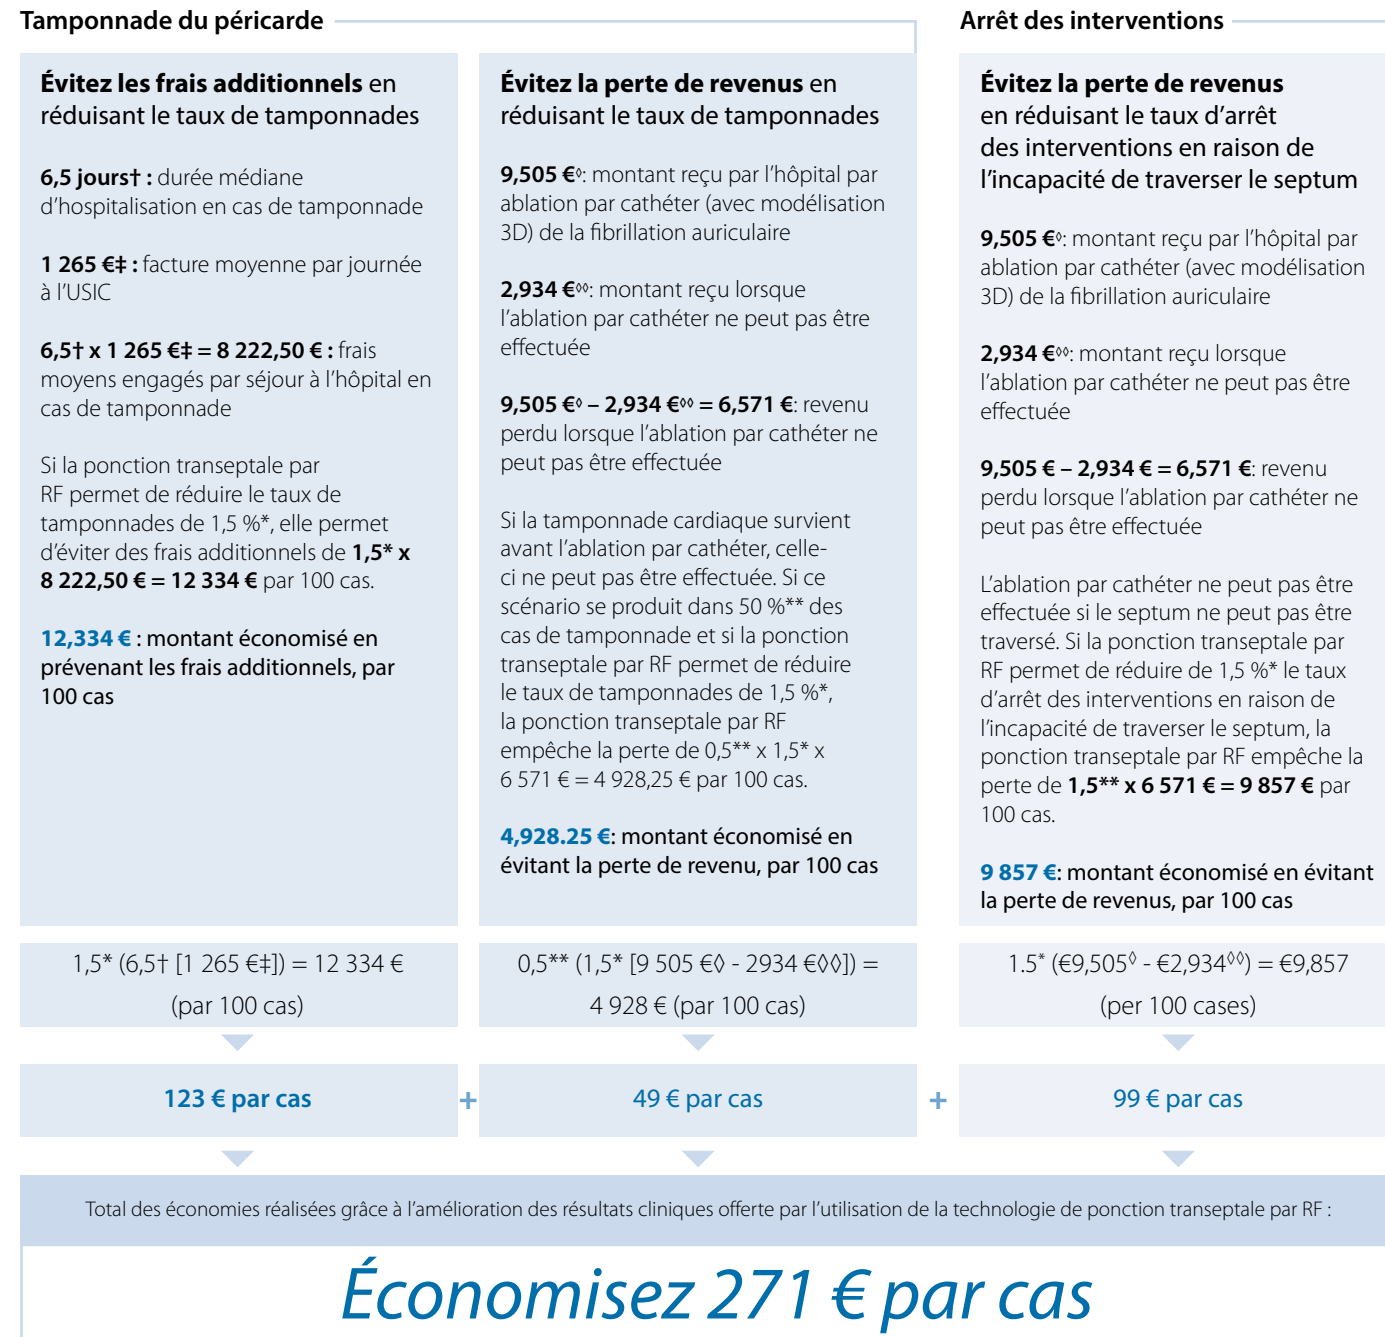 Tamponnade du péricarde
Évitez les frais additionnels en
réduisant le taux de tamponnades
6,5 jours† : durée médiane
d'hospitalisation en cas de tamponnade
1 265 €‡ : facture moyenne par journée
à l'USIC
6,5† x 1 265 €‡ = 8 222,50 € : frais
moyens engagés par séjour à l'hôpital en
cas de tamponnade
Si la ponction transeptale par
RF permet de réduire le taux de
tamponnades de 1,5 %*, elle permet
d'éviter des frais additionnels de 1,5* x
8 222,50 € = 12 334 € par 100 cas.
12,334 € : montant économisé en
prévenant les frais additionnels, par
100 cas
Évitez la perte de revenus en
réduisant le taux de tamponnades
9,505 €◊: montant reçu par l'hôpital par
ablation par cathéter (avec modélisation
3D) de la fibrillation auriculaire
2,934 €◊◊: montant reçu lorsque
l'ablation par cathéter ne peut pas être
effectuée
9,505 €◊ – 2,934 €◊◊ = 6,571 €: revenu
perdu lorsque l'ablation par cathéter ne
peut pas être effectuée
Si la tamponnade cardiaque survient
avant l'ablation par cathéter, celle-
ci ne peut pas être effectuée. Si ce
scénario se produit dans 50 %** des
cas de tamponnade et si la ponction
transeptale par RF permet de réduire
le taux de tamponnades de 1,5 %*,
la ponction transeptale par RF
empêche la perte de 0,5** x 1,5* x
6 571 € = 4 928,25 € par 100 cas.
4,928.25 €: montant économisé en
évitant la perte de revenu, par 100 cas
Arrêt des interventions
Évitez la perte de revenus
en réduisant le taux d'arrêt
des interventions en raison de
l'incapacité de traverser le septum
9,505 €◊: montant reçu par l'hôpital par
ablation par cathéter (avec modélisation
3D) de la fibrillation auriculaire
2,934 €◊◊: montant reçu lorsque
l'ablation par cathéter ne peut pas être
effectuée
9,505 € – 2,934 € = 6,571 €: revenu
perdu lorsque l'ablation par cathéter ne
peut pas être effectuée
L'ablation par cathéter ne peut pas être
effectuée si le septum ne peut pas être
traversé. Si la ponction transeptale par
RF permet de réduire de 1,5 %* le taux
d'arrêt des interventions en raison de
l'incapacité de traverser le septum, la
ponction transeptale par RF empêche la
perte de 1,5** x 6 571 € = 9 857 € par
100 cas.
9 857 €: montant économisé en évitant
la perte de revenus, par 100 cas
1,5* (6,5† [1 265 €‡]) = 12 334 €
(par 100 cas)
0,5** (1,5* [9 505 €◊ - 2934 €◊◊]) =
4 928 € (par 100 cas)
1.5* (€9,505◊ - €2,934◊◊) = €9,857
(per 100 cases)
123 € par cas + 49 € par cas + 99 € par cas
Total des économies réalisées grâce à l'amélioration des résultats cliniques offerte par l'utilisation de la technologie de ponction transeptale par RF :
Économisez 271 € par cas